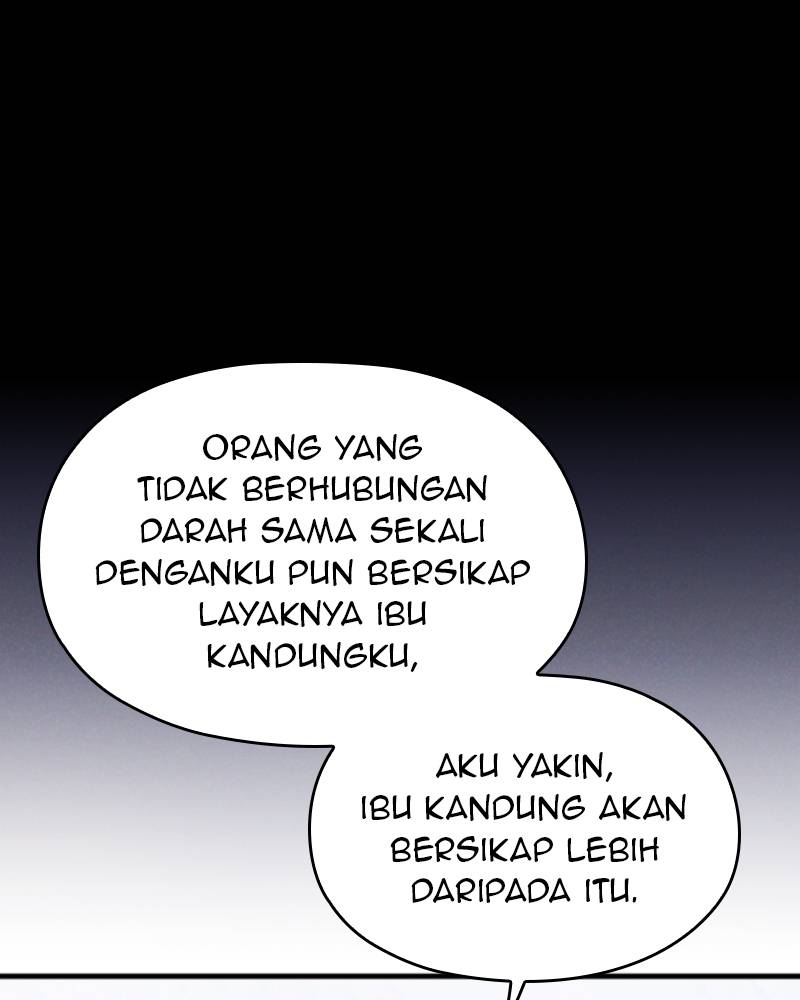 ORANG YANG
TIDAK BERHUBUNGAN
DARAH SAMA SEKALI
DENGANKU PUN BERSIKAP
LAYAKNYA IBU
KANDUNGKU,
AKU YAKIN,
IBU KANDUNG AKAN
BERSIKAP LEBIH
DARIPADA ITU.